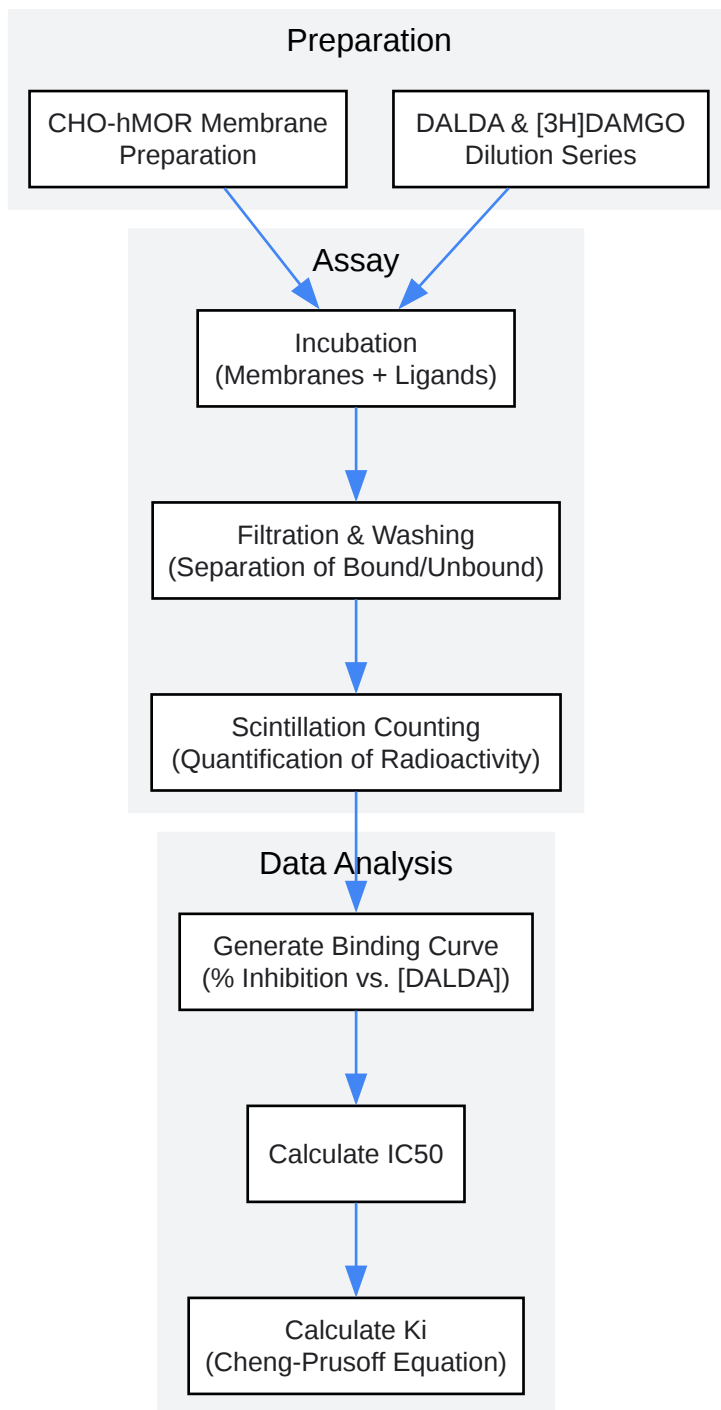 Preparation
CHO-hMOR Membrane
Preparation
DALDA & [3H]DAMGO
Dilution Series
Assay
Incubation
(Membranes + Ligands)
Filtration & Washing
(Separation of Bound/Unbound)
Scintillation Counting
(Quantification of Radioactivity)
Data Analysis
Generate Binding Curve
(% Inhibition vs. [DALDA])
Calculate IC50
Calculate Ki
(Cheng-Prusoff Equation)